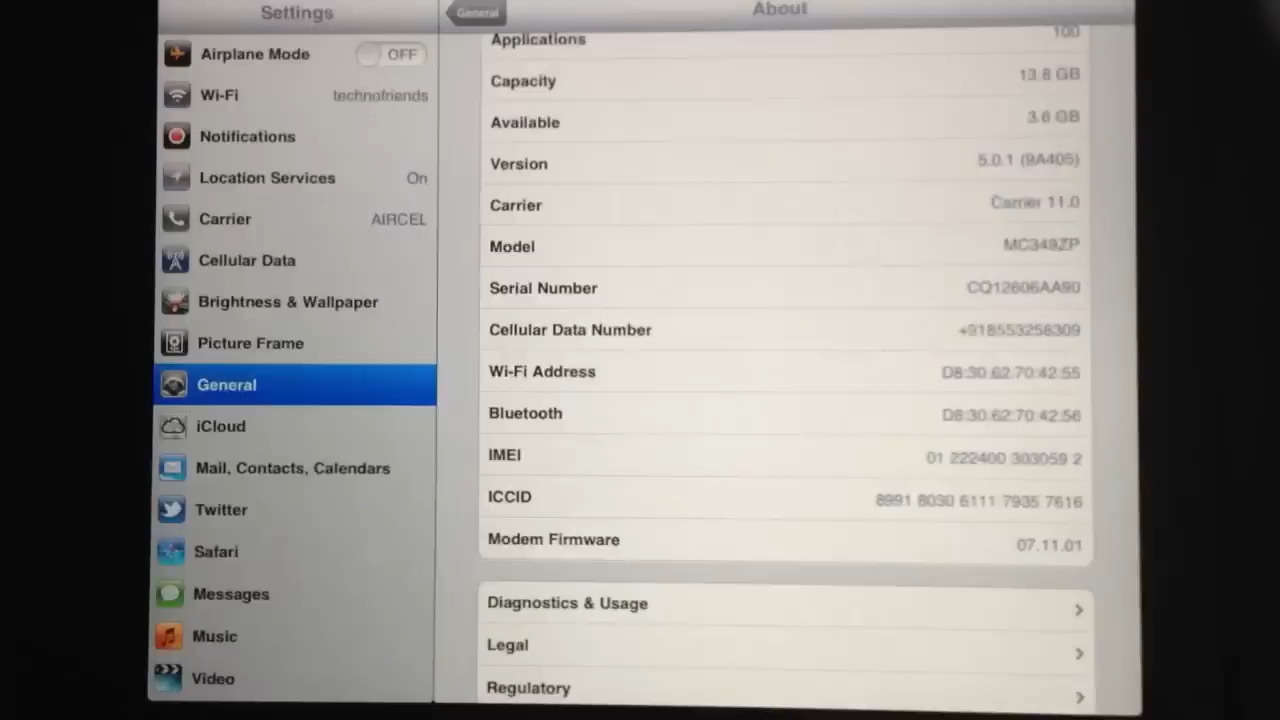 Settings
Airplane Mode OFF
Wi-Fi technofriends
Notifications
Location Services On
Carrier AIRCEL
Cellular Data
Brightness & Wallpaper
Picture Frame
General
iCloud
Mail, Contacts, Calendars
Twitter
Safari
Messages
Music
Video
General About
Applications 100
Capacity 13.8 GB
Available 3.6 GB
Version 5.0.1 (9A405)
Carrier Carrier 11.0
Model MC349ZP
Serial Number CQ12606AA90
Cellular Data Number +918553258309
Wi-Fi Address D8:30:62:70:42:55
Bluetooth D8:30:62:70:42:56
IMEI 01 222400 303059 2
ICCID 8991 8030 6111 7935 7616
Modem Firmware 07.11.01
Diagnostics & Usage
Legal
Regulatory